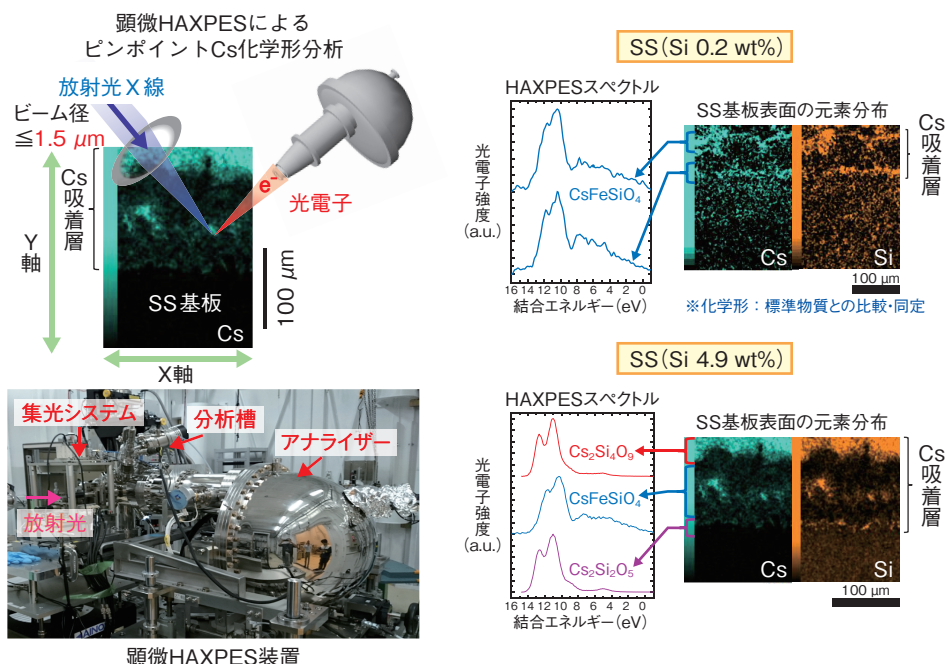 顕微HAXPESによる
ピンポイントCs化学形分析
放射光X線
ビーム径
≦1.5 μm
Cs吸着層
e-
光電子
Y軸
SS基板
Cs
100 μm
X軸
集光システム
分析槽
アナライザー
放射光
顕微HAXPES装置
SS(Si 0.2 wt%)
HAXPESスペクトル
SS基板表面の元素分布
光電子強度
(a.u.)
CsFeSiO4
Cs
Si
Cs吸着層
16 14 12 10 8 6 4 2 0
結合エネルギー(eV)
100 μm
※化学形：標準物質との比較・同定
SS(Si 4.9 wt%)
HAXPESスペクトル
SS基板表面の元素分布
光電子強度
(a.u.)
Cs2Si4O9
CsFeSiO4
Cs2Si2O5
Cs
Si
Cs吸着層
16 14 12 10 8 6 4 2 0
結合エネルギー(eV)
100 μm